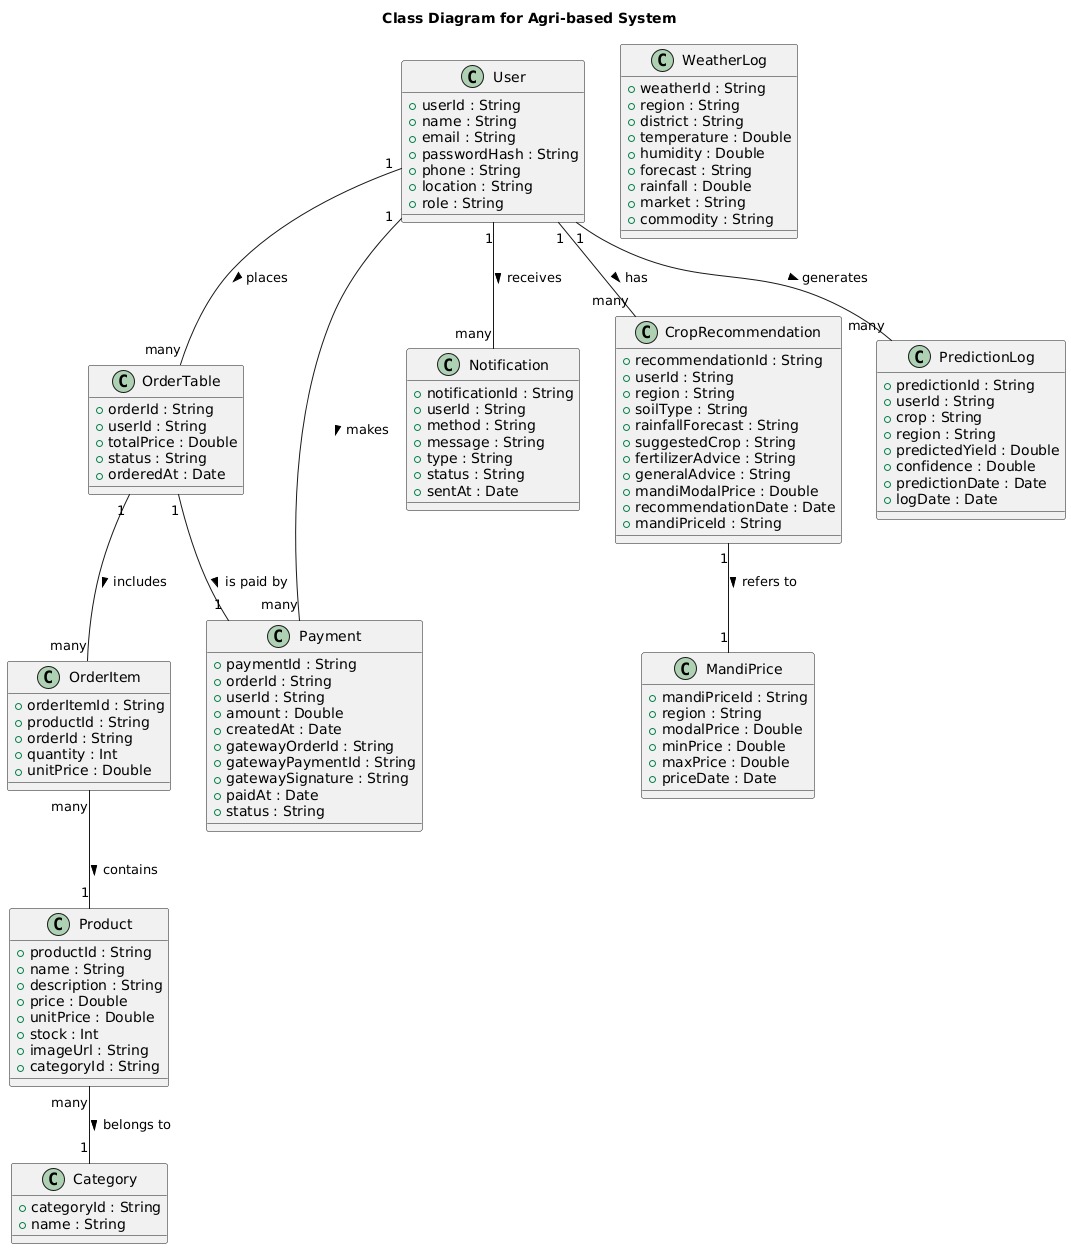 Class Diagram for Agri-based System
C User
userId : String
name : String
email : String
passwordHash : String
phone : String
location : String
role : String
C WeatherLog
weatherId : String
region : String
district : String
temperature : Double
humidity : Double
forecast : String
rainfall : Double
market : String
commodity : String
1
1
1
1
1
places
receives
has
generates
many
many
many
many
C OrderTable
orderId : String
userId : String
totalPrice : Double
status : String
orderedAt : Date
makes
C Notification
notificationId : String
userId : String
method : String
message : String
type : String
status : String
sentAt : Date
C CropRecommendation
recommendationId : String
userId : String
region : String
soilType : String
rainfallForecast : String
suggestedCrop : String
fertilizerAdvice : String
generalAdvice : String
mandiModalPrice : Double
recommendationDate : Date
mandiPriceId : String
C PredictionLog
predictionId : String
userId : String
crop : String
region : String
predictedYield : Double
confidence : Double
predictionDate : Date
logDate : Date
1
1
1
includes
is paid by
refers to
many
1
many
1
C OrderItem
orderItemId : String
productId : String
orderId : String
quantity : Int
unitPrice : Double
C Payment
paymentId : String
orderId : String
userId : String
amount : Double
createdAt : Date
gatewayOrderId : String
gatewayPaymentId : String
gatewaySignature : String
paidAt : Date
status : String
C MandiPrice
mandiPriceId : String
region : String
modalPrice : Double
minPrice : Double
maxPrice : Double
priceDate : Date
many
contains
1
C Product
productId : String
name : String
description : String
price : Double
unitPrice : Double
stock : Int
imageUrl : String
categoryId : String
many
belongs to
1
C Category
categoryId : String
name : String